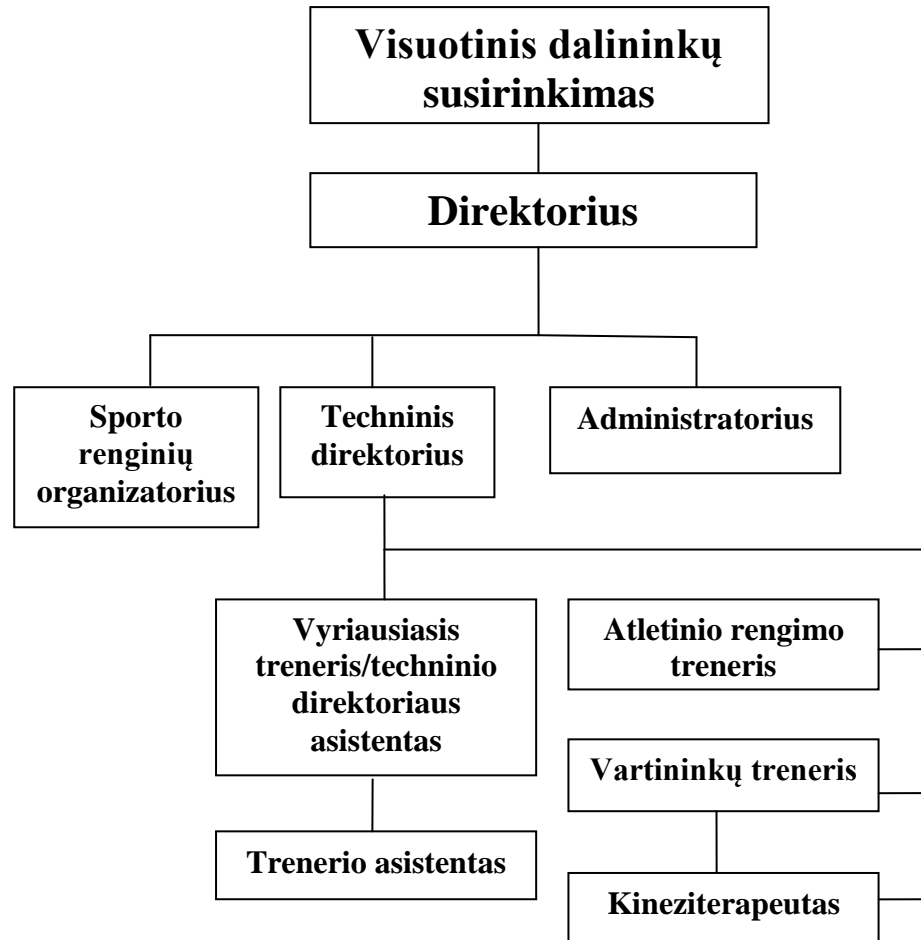 Visuotinis dalininkų
susirinkimas
Direktorius
Sporto
renginių
organizatorius
Techninis
direktorius
Administratorius
Vyriausiasis
treneris/techninio
direktoriaus
asistentas
Atletinio rengimo
treneris
Vartininkų treneris
Trenerio asistentas
Kineziterapeutas